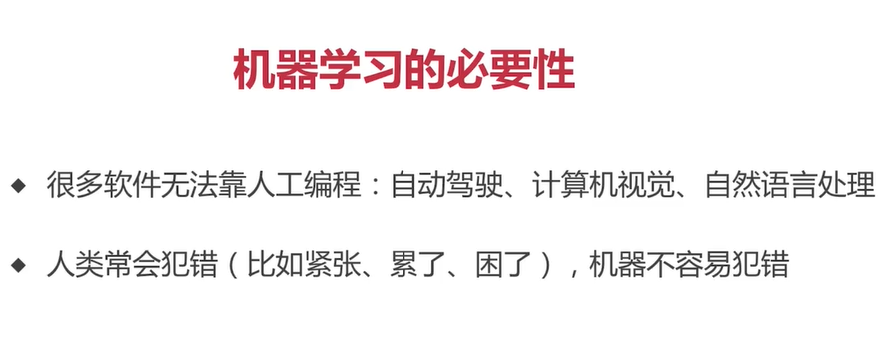 机器学习的必要性
◆ 很多软件无法靠人工编程：自动驾驶、计算机视觉、自然语言处理
◆ 人类常会犯错（比如紧张、累了、困了），机器不容易犯错